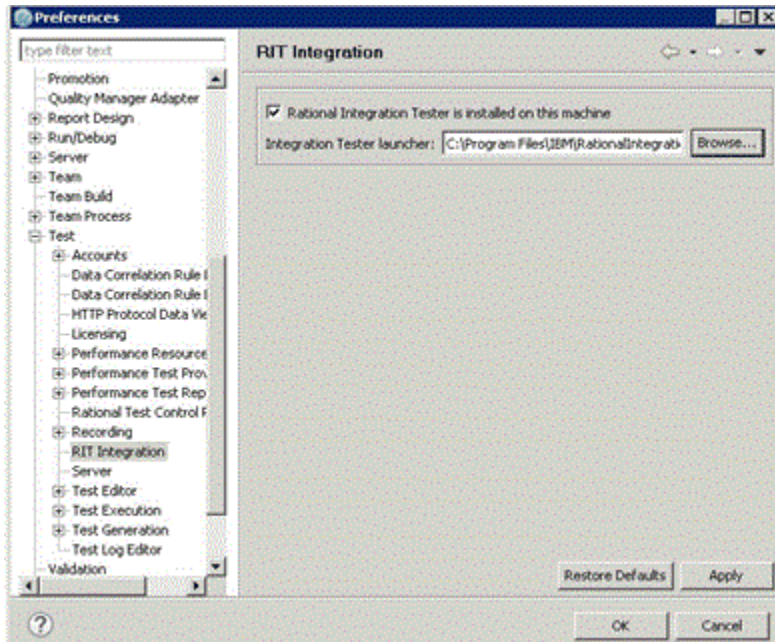 Preferences
type filter text
Promotion
Quality Manager Adapter
Report Design
Run/Debug
Server
Team
Team Build
Team Process
Test
Accounts
Data Correlation Rule
Data Correlation Rule
HTTP Protocol Data Vie
Licensing
Performance Resource
Performance Test Prov
Performance Test Rep
Rational Test Control P
Recording
RIT Integration
Server
Test Editor
Test Execution
Test Generation
Test Log Editor
Validation
RIT Integration
Rational Integration Tester is installed on this machine
Integration Tester launcher: C:\Program Files\IBM\RationalIntegrati Browse...
Restore Defaults Apply
? OK Cancel